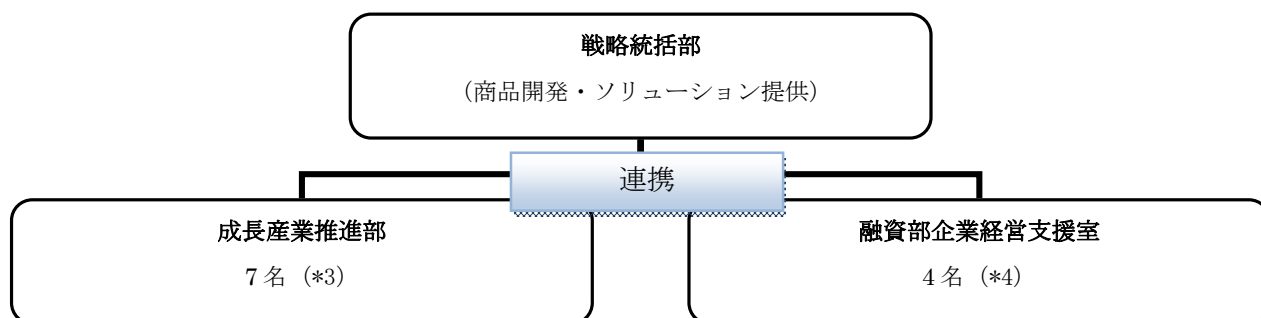 戦略統括部
（商品開発・ソリューション提供）
連携
成長産業推進部
7 名（*3）
融資部企業経営支援室
4 名（*4）